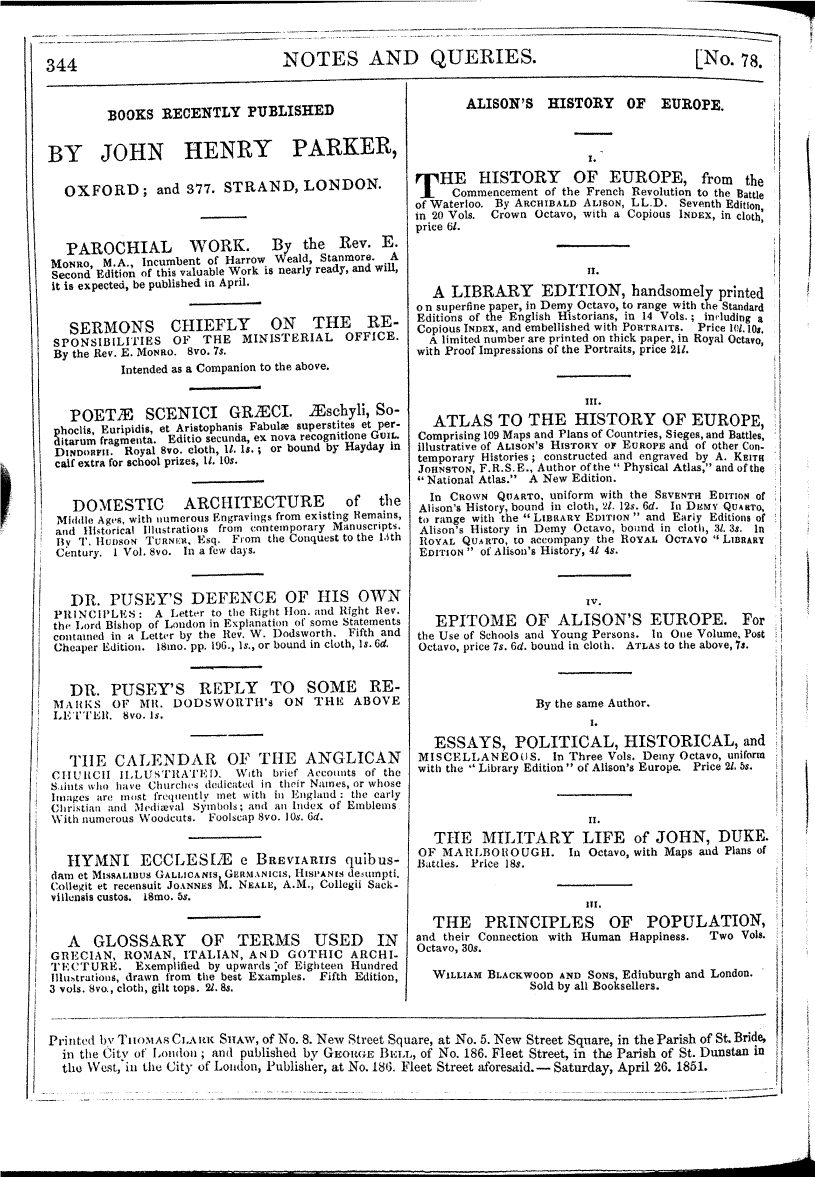 344
NOTES AND QUERIES.
[No. 78.
BOOKS RECENTLY PUBLISHED
BY JOHN HENRY PARKER,
OXFORD; and 377. STRAND, LONDON.
PAROCHIAL WORK. By the Rev. E.
MONRO, M.A., Incumbent of Harrow Weald, Stanmore. A
Second Edition of this valuable Work is nearly ready, and will,
it is expected, be published in April.
SERMONS CHIEFLY ON THE RE-
SPONSIBILITIES OF THE MINISTERIAL OFFICE.
By the Rev. E. MONRO. 8vo. 7s.
Intended as a Companion to the above.
POETÆ SCENICI GRÆCI. Æschyli, So-
phoclis, Euripidis, et Aristophanis Fabulæ superstites et per-
ditarum fragmenta. Editio secunda, ex nova recognitione GUIL.
DINDORFII. Royal 8vo. cloth, 1l. 1s.; or bound by Hayday in
calf extra for school prizes, 1l. 10s.
DOMESTIC ARCHITECTURE of the
Middle Ages, with numerous Engravings from existing Remains,
and Historical Illustrations from contemporary Manuscripts.
By T. HUDSON TURNER, Esq. From the Conquest to the 13th
Century. 1 Vol. 8vo. In a few days.
DR. PUSEY'S DEFENCE OF HIS OWN
PRINCIPLES: A Letter to the Right Hon. and Right Rev.
the Lord Bishop of London in Explanation of some Statements
contained in a Letter by the Rev. W. Dodsworth. Fifth and
Cheaper Edition. 18mo. pp. 196., 1s., or bound in cloth, 1s. 6d.
DR. PUSEY'S REPLY TO SOME RE-
MARKS OF MR. DODSWORTH's ON THE ABOVE
LETTER. 8vo. 1s.
THE CALENDAR OF THE ANGLICAN
CHURCH ILLUSTRATED. With brief Accounts of the
Saints who have Churches dedicated in their Names, or whose
Images are most frequently met with in England: the early
Christian and Mediæval Symbols; and an Index of Emblems
With numerous Woodcuts. Foolscap 8vo. 10s. 6d.
HYMNI ECCLESIÆ e BREVIARIIS quibus-
dam et MISSALIBUS GALLICANIS, GERMANICIS, HISPANIS desumpti.
Collegit et recensuit JOANNES M. NEALE, A.M., Collegii Sack-
villensis custos. 18mo. 5s.
A GLOSSARY OF TERMS USED IN
GRECIAN, ROMAN, ITALIAN, AND GOTHIC ARCHI-
TECTURE. Exemplified by upwards of Eighteen Hundred
Illustrations, drawn from the best Examples. Fifth Edition,
3 vols. 8vo., cloth, gilt tops. 2l. 8s.
ALISON'S HISTORY OF EUROPE.
I.
THE HISTORY OF EUROPE, from the
Commencement of the French Revolution to the Battle
of Waterloo. By ARCHIBALD ALISON, LL.D. Seventh Edition,
in 20 Vols. Crown Octavo, with a Copious INDEX, in cloth,
price 6l.
II.
A LIBRARY EDITION, handsomely printed
on superfine paper, in Demy Octavo, to range with the Standard
Editions of the English Historians, in 14 Vols.; including a
Copious INDEX, and embellished with PORTRAITS. Price 10l. 10s.
A limited number are printed on thick paper, in Royal Octavo,
with Proof Impressions of the Portraits, price 21l.
III.
ATLAS TO THE HISTORY OF EUROPE,
Comprising 109 Maps and Plans of Countries, Sieges, and Battles,
illustrative of ALISON'S HISTORY OF EUROPE and of other Con-
temporary Histories; constructed and engraved by A. KEITH
JOHNSTON, F.R.S.E., Author of the "Physical Atlas," and of the
"National Atlas." A New Edition.
In CROWN QUARTO, uniform with the SEVENTH EDITION of
Alison's History, bound in cloth, 2l. 12s. 6d. In DEMY QUARTO,
to range with the "LIBRARY EDITION" and Early Editions of
Alison's History in Demy Octavo, bound in cloth, 3l. 3s. In
ROYAL QUARTO, to accompany the ROYAL OCTAVO "LIBRARY
EDITION" of Alison's History, 4l 4s.
IV.
EPITOME OF ALISON'S EUROPE. For
the Use of Schools and Young Persons. In One Volume, Post
Octavo, price 7s. 6d. bound in cloth. ATLAS to the above, 7s.
By the same Author.
I.
ESSAYS, POLITICAL, HISTORICAL, and
MISCELLANEOUS. In Three Vols. Demy Octavo, uniform
with the "Library Edition" of Alison's Europe. Price 2l. 5s.
II.
THE MILITARY LIFE of JOHN, DUKE.
OF MARLBOROUGH. In Octavo, with Maps and Plans of
Battles. Price 18s.
III.
THE PRINCIPLES OF POPULATION,
and their Connection with Human Happiness. Two Vols.
Octavo, 30s.
WILLIAM BLACKWOOD AND SONS, Edinburgh and London.
Sold by all Booksellers.
Printed by THOMAS CLARK SHAW, of No. 8. New Street Square, at No. 5. New Street Square, in the Parish of St. Bride,
in the City of London; and published by GEORGE BELL, of No. 186. Fleet Street, in the Parish of St. Dunstan in
the West, in the City of London, Publisher, at No. 186. Fleet Street aforesaid.—Saturday, April 26. 1851.